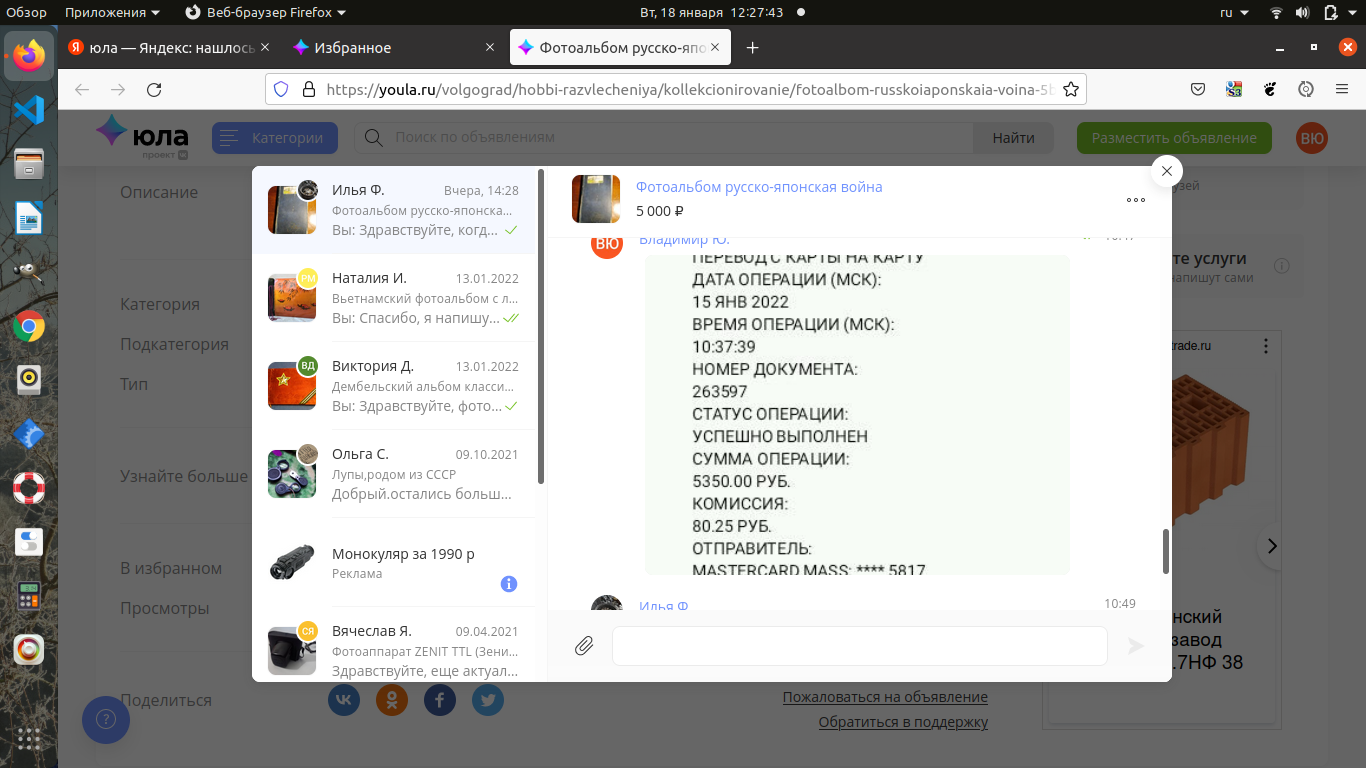 Обзор Приложения Веб-браузер Firefox Вт, 18 января 12:27:43 ru
юла — Яндекс: нашлось
Избранное
Фотоальбом русско-япо
https://youla.ru/volgograd/hobbi-razvlecheniya/kollekcionirovanie/fotoalbom-russkoiaponskaia-voina-5b
юла
проект
Категории
Поиск по объявлениям
Найти
Разместить объявление
ВЮ
Описание
Категория
Подкатегория
Тип
Узнайте больше
В избранном
Просмотры
Поделиться
Илья Ф. Вчера, 14:28
Фотоальбом русско-японска...
Вы: Здравствуйте, когд...
РМ
Наталия И. 13.01.2022
Вьетнамский фотоальбом с л...
Вы: Спасибо, я напишу...
ВД
Виктория Д. 13.01.2022
Дембельский альбом класси...
Вы: Здравствуйте, фото...
Ольга С. 09.10.2021
Лупы,родом из СССР
Добрый.остались больш...
Монокуляр за 1990 р
Реклама
СЯ
Вячеслав Я. 09.04.2021
Фотоаппарат ZENIT TTL (Зени...
Здравствуйте, еще актуал...
Фотоальбом русско-японская война
5 000 ₽
ВЮ
Владимир Ю.
ПЕРЕВОД С КАРТЫ НА КАРТУ
ДАТА ОПЕРАЦИИ (МСК):
15 ЯНВ 2022
ВРЕМЯ ОПЕРАЦИИ (МСК):
10:37:39
НОМЕР ДОКУМЕНТА:
263597
СТАТУС ОПЕРАЦИИ:
УСПЕШНО ВЫПОЛНЕН
СУММА ОПЕРАЦИИ:
5350.00 РУБ.
КОМИССИЯ:
80.25 РУБ.
ОТПРАВИТЕЛЬ:
MASTERCARD MASS: **** 5817
Илья Ф 10:49
зей
те услуги
напишут сами
trade.ru
нский
завод
.7НФ 38
Пожаловаться на объявление
Обратиться в поддержку